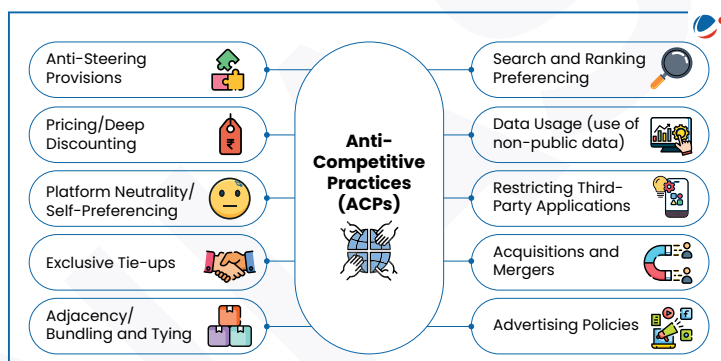 Anti-Steering
Provisions
Pricing/Deep
Discounting
Platform Neutrality/
Self-Preferencing
Exclusive Tie-ups
Adjacency/
Bundling and Tying
Anti-
Competitive
Practices
(ACPs)
Search and Ranking
Preferencing
Data Usage (use of
non-public data)
Restricting Third-
Party Applications
Acquisitions and
Mergers
Advertising Policies